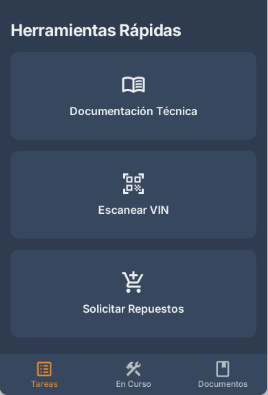 Herramientas Rápidas
Documentación Técnica
Escanear VIN
Solicitar Repuestos
Tareas
En Curso
Documentos